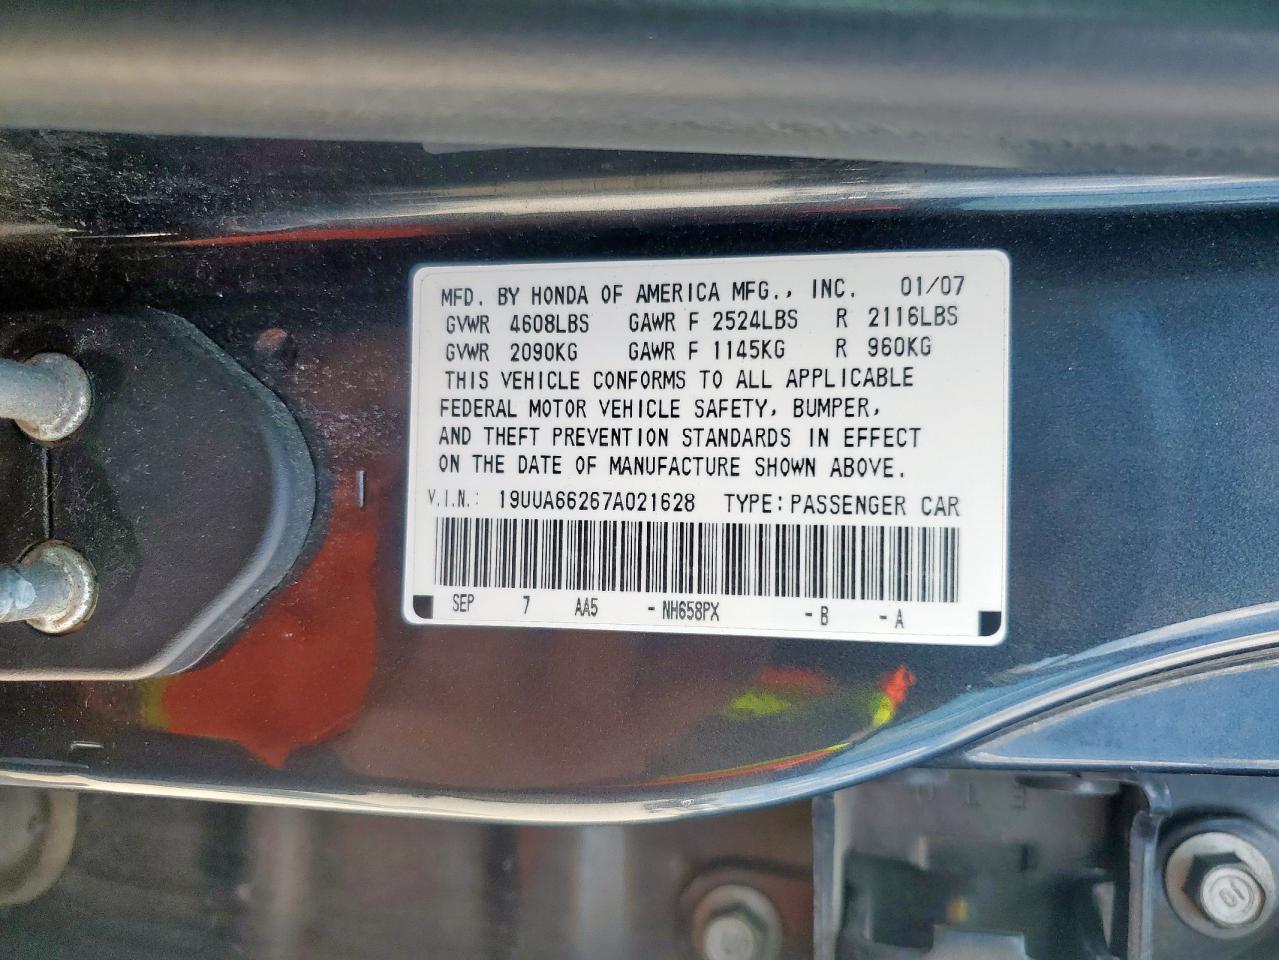 MFD. BY HONDA OF AMERICA MFG., INC. 01/07
GVWR 4608LBS GAWR F 2524LBS R 2116LBS
GVWR 2090KG GAWR F 1145KG R 960KG
THIS VEHICLE CONFORMS TO ALL APPLICABLE
FEDERAL MOTOR VEHICLE SAFETY, BUMPER,
AND THEFT PREVENTION STANDARDS IN EFFECT
ON THE DATE OF MANUFACTURE SHOWN ABOVE.
V.I.N.: 19UUA66267A021628 TYPE: PASSENGER CAR
SEP 7 AA5 - NH658PX - B - A